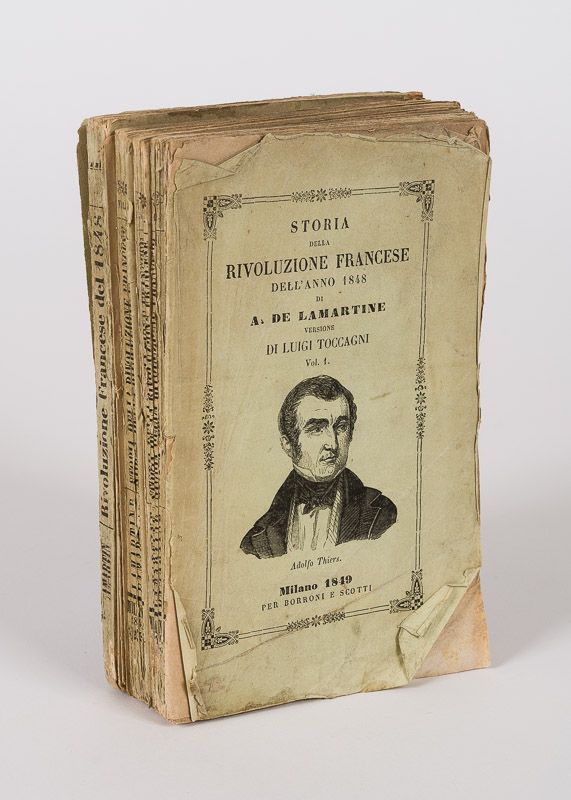 STORIA
DELLA
RIVOLUZIONE FRANCESE
DELL'ANNO 1848
DI
A. DE LAMARTINE
VERSIONE
DI LUIGI TOCCAGNI
Vol. 1.
Adolfo Thiers.
Milano 1849
PER BORRONI E SCOTTI
Rivoluzione Francese del 1848